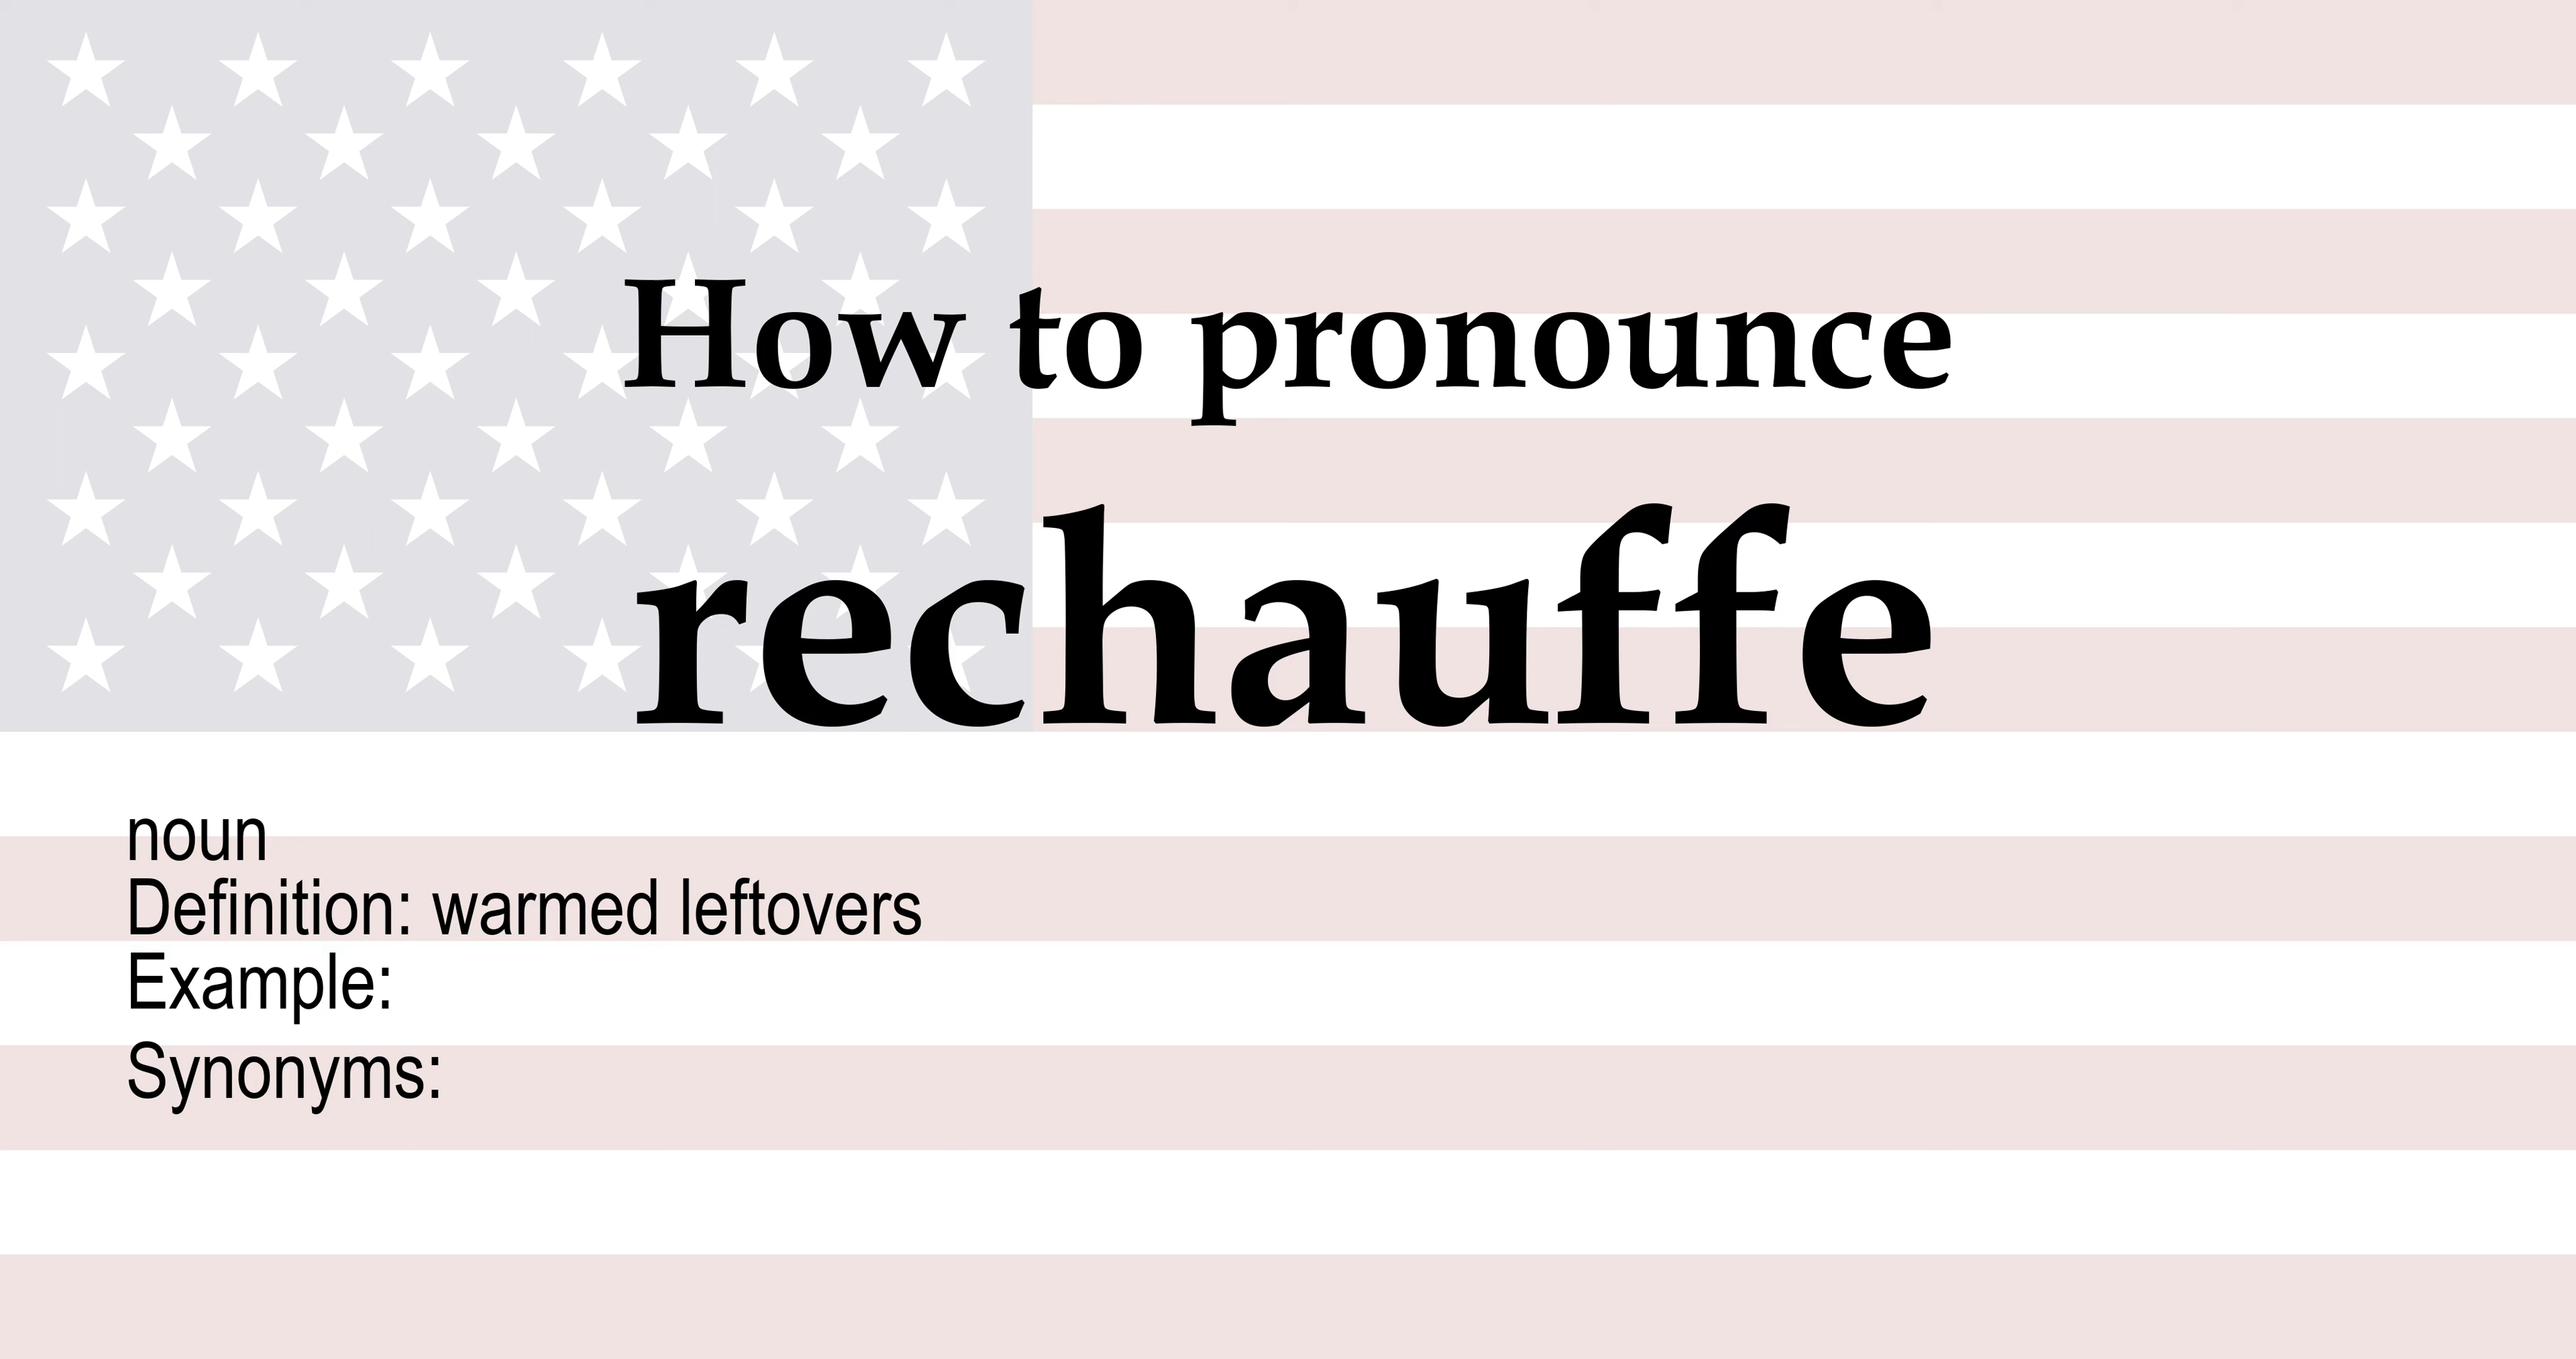 How to pronounce
rechauffe
noun
Definition: warmed leftovers
Example:
Synonyms: